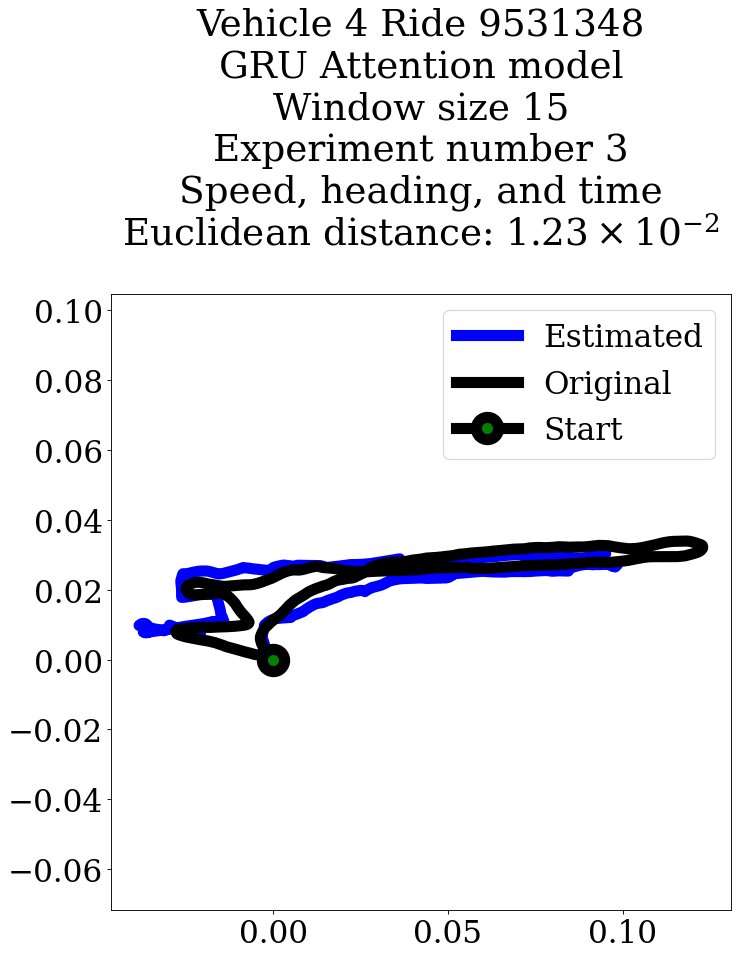 Vehicle 4 Ride 9531348
GRU Attention model
Window size 15
Experiment number 3
Speed, heading, and time
Euclidean distance: 1.23 × 10⁻²
Estimated
Original
Start
0.10
0.08
0.06
0.04
0.02
0.00
−0.02
−0.04
−0.06
0.00 0.05 0.10